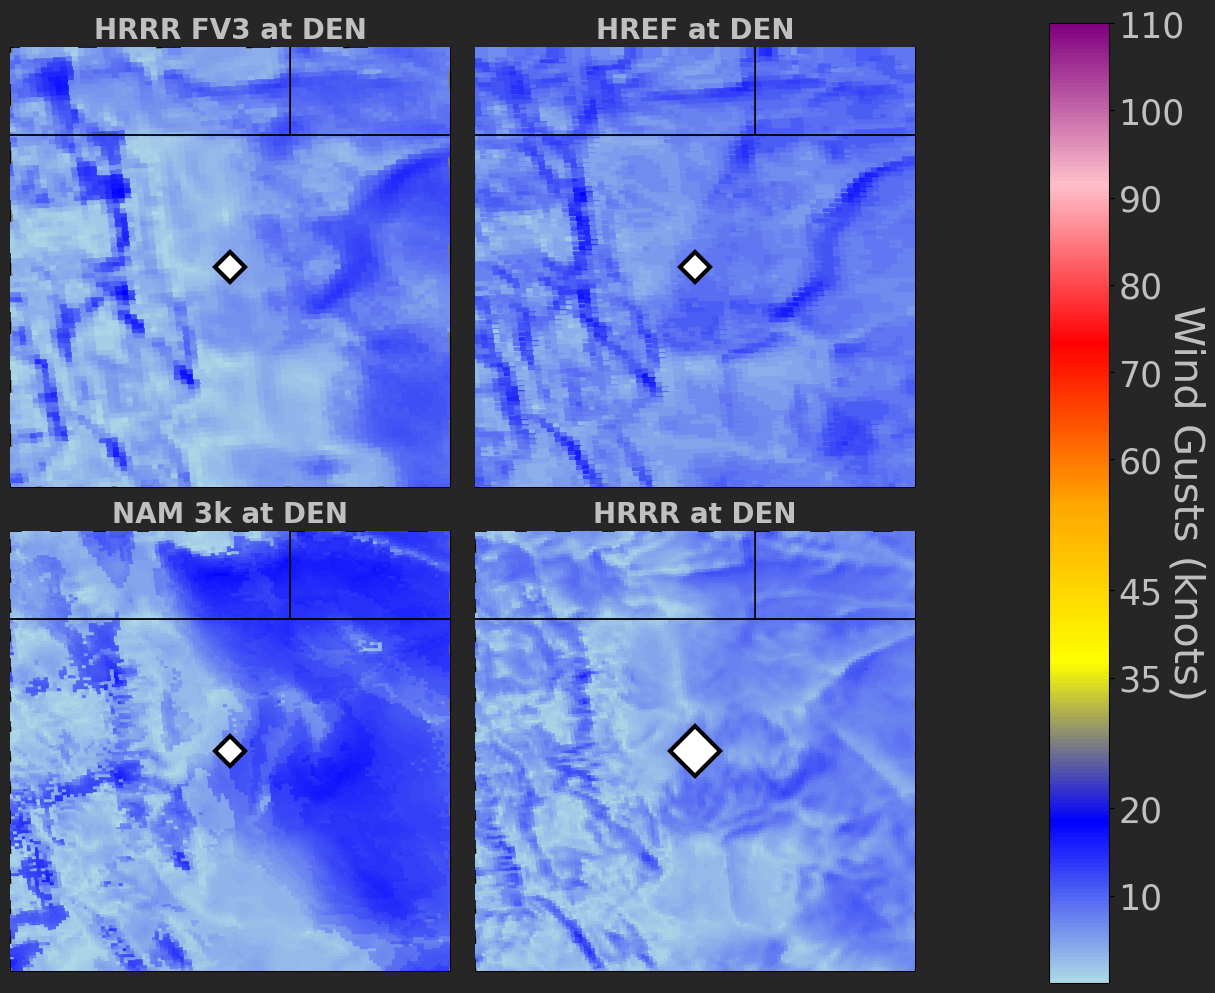 HRRR FV3 at DEN
HREF at DEN
NAM 3k at DEN
HRRR at DEN
110
100
90
80
70
60
45
35
20
10
Wind Gusts (knots)